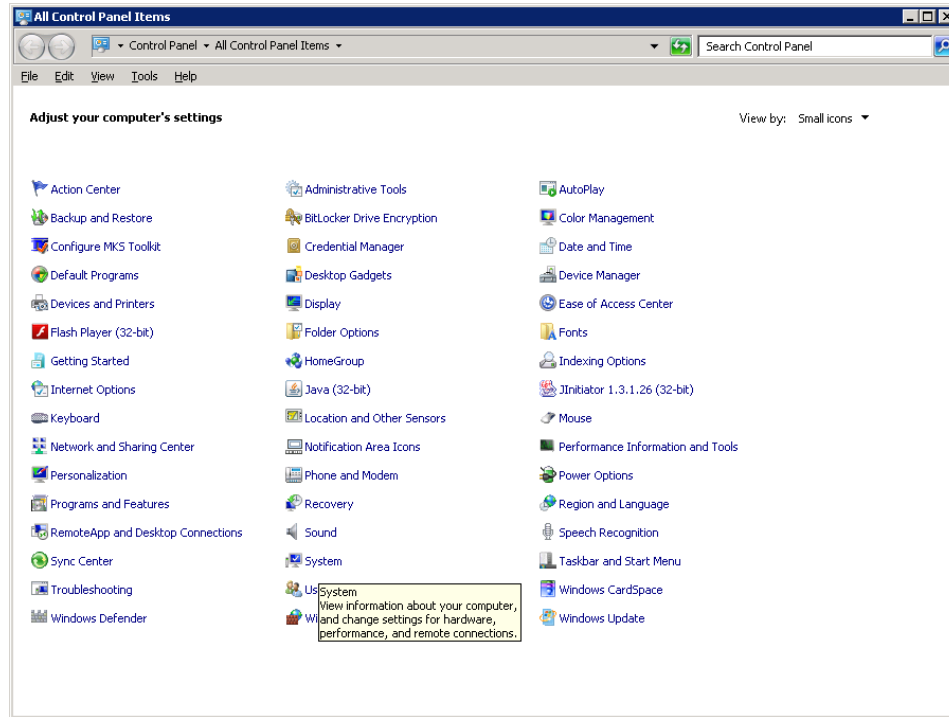 All Control Panel Items
Control Panel All Control Panel Items Search Control Panel
File Edit View Tools Help
Adjust your computer's settings View by: Small icons
Action Center Administrative Tools AutoPlay
Backup and Restore BitLocker Drive Encryption Color Management
Configure MKS Toolkit Credential Manager Date and Time
Default Programs Desktop Gadgets Device Manager
Devices and Printers Display Ease of Access Center
Flash Player (32-bit) Folder Options Fonts
Getting Started HomeGroup Indexing Options
Internet Options Java (32-bit) JInitiator 1.3.1.26 (32-bit)
Keyboard Location and Other Sensors Mouse
Network and Sharing Center Notification Area Icons Performance Information and Tools
Personalization Phone and Modem Power Options
Programs and Features Recovery Region and Language
RemoteApp and Desktop Connections Sound Speech Recognition
Sync Center System Taskbar and Start Menu
Troubleshooting Us System Windows CardSpace
View information about your computer,
Windows Defender Wi and change settings for hardware, Windows Update
performance, and remote connections.